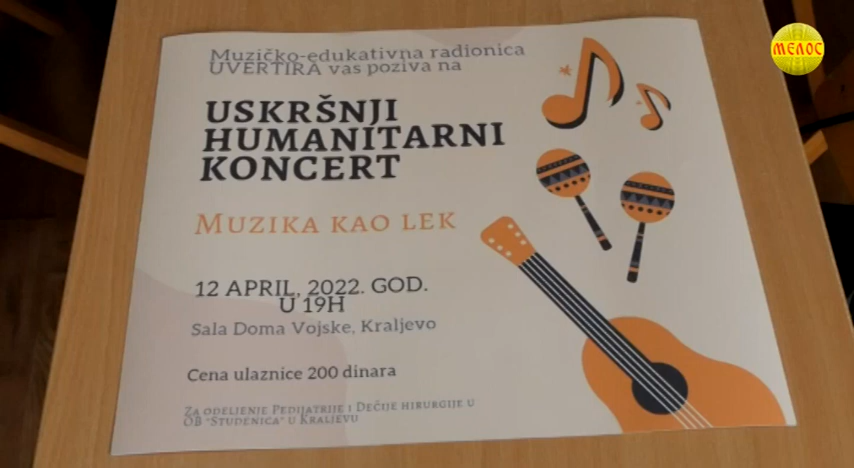 Muzičko-edukativna radionica
UVERTIRA vas poziva na
USKRŠNJI
HUMANITARNI
KONCERT
MUZIKA KAO LEK
12 APRIL, 2022. GOD.
U 19H
Sala Doma Vojske, Kraljevo
Cena ulaznice 200 dinara
ZA ODELJENJE PEDIJATRIJE I DEČIJE HIRURGIJE U
OB "STUDENICA" U KRALJEVU
МЕЛОС